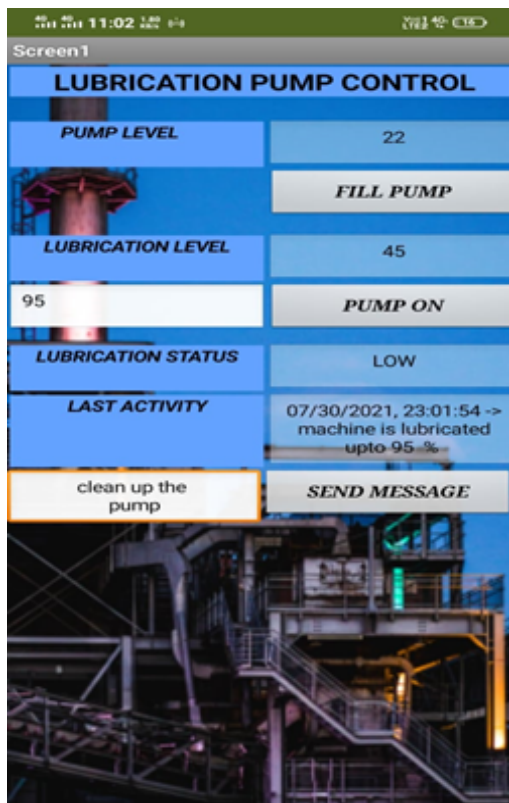 11:02
Screen1
LUBRICATION PUMP CONTROL
PUMP LEVEL
22
FILL PUMP
LUBRICATION LEVEL
45
95
PUMP ON
LUBRICATION STATUS
LOW
LAST ACTIVITY
07/30/2021, 23:01:54 ->
machine is lubricated
upto 95 %
clean up the
pump
SEND MESSAGE